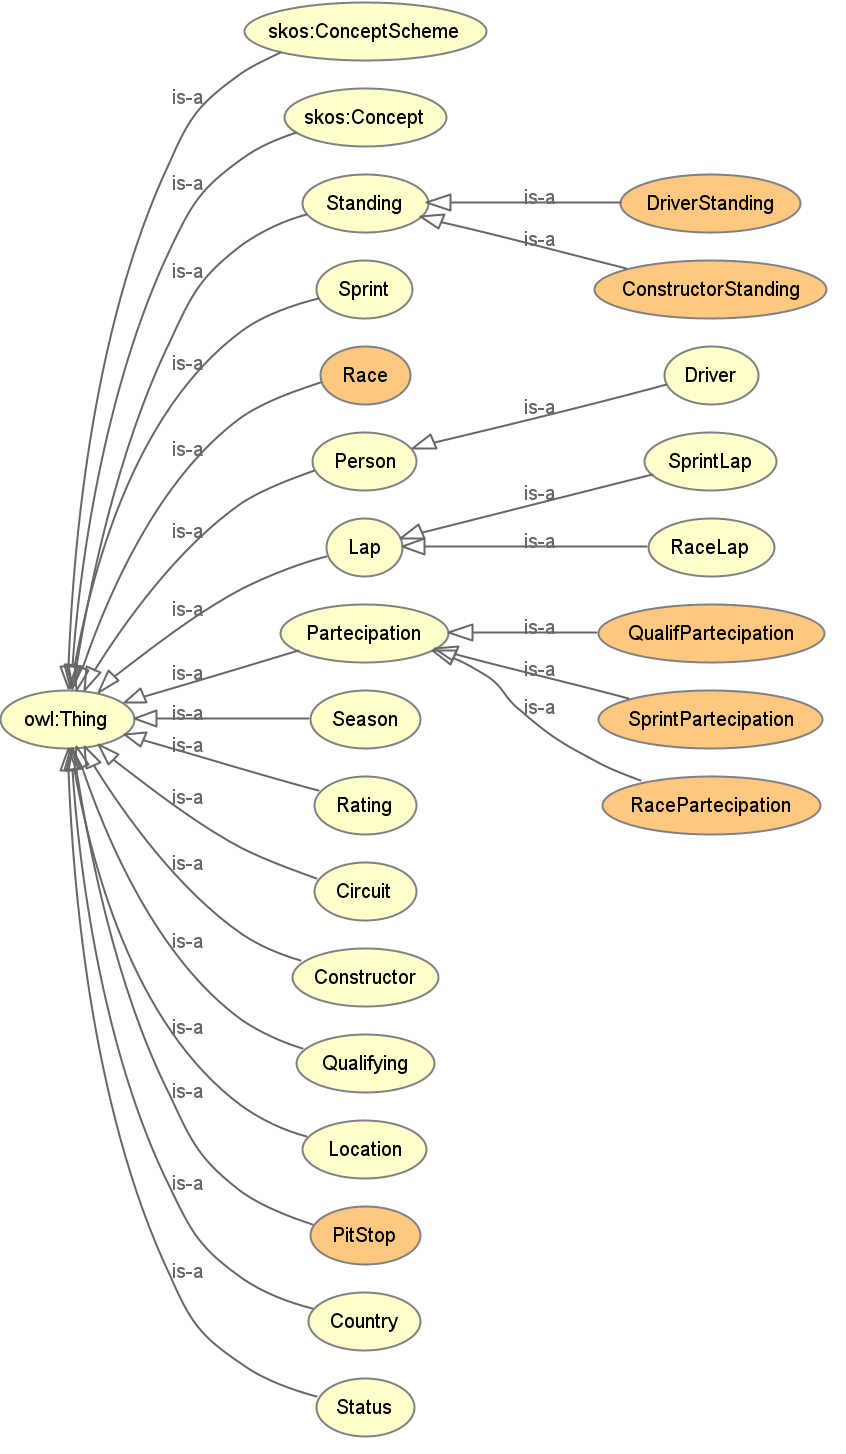 skos:ConceptScheme
is-a
skos:Concept
is-a
Standing
is-a
DriverStanding
is-a
ConstructorStanding
is-a
Sprint
is-a
Race
is-a
Driver
is-a
Person
is-a
SprintLap
is-a
Lap
is-a
RaceLap
is-a
Partecipation
is-a
QualifPartecipation
is-a
SprintPartecipation
is-a
RacePartecipation
is-a
owl:Thing
is-a
Season
is-a
Rating
is-a
Circuit
is-a
Constructor
is-a
Qualifying
is-a
Location
is-a
PitStop
is-a
Country
is-a
Status